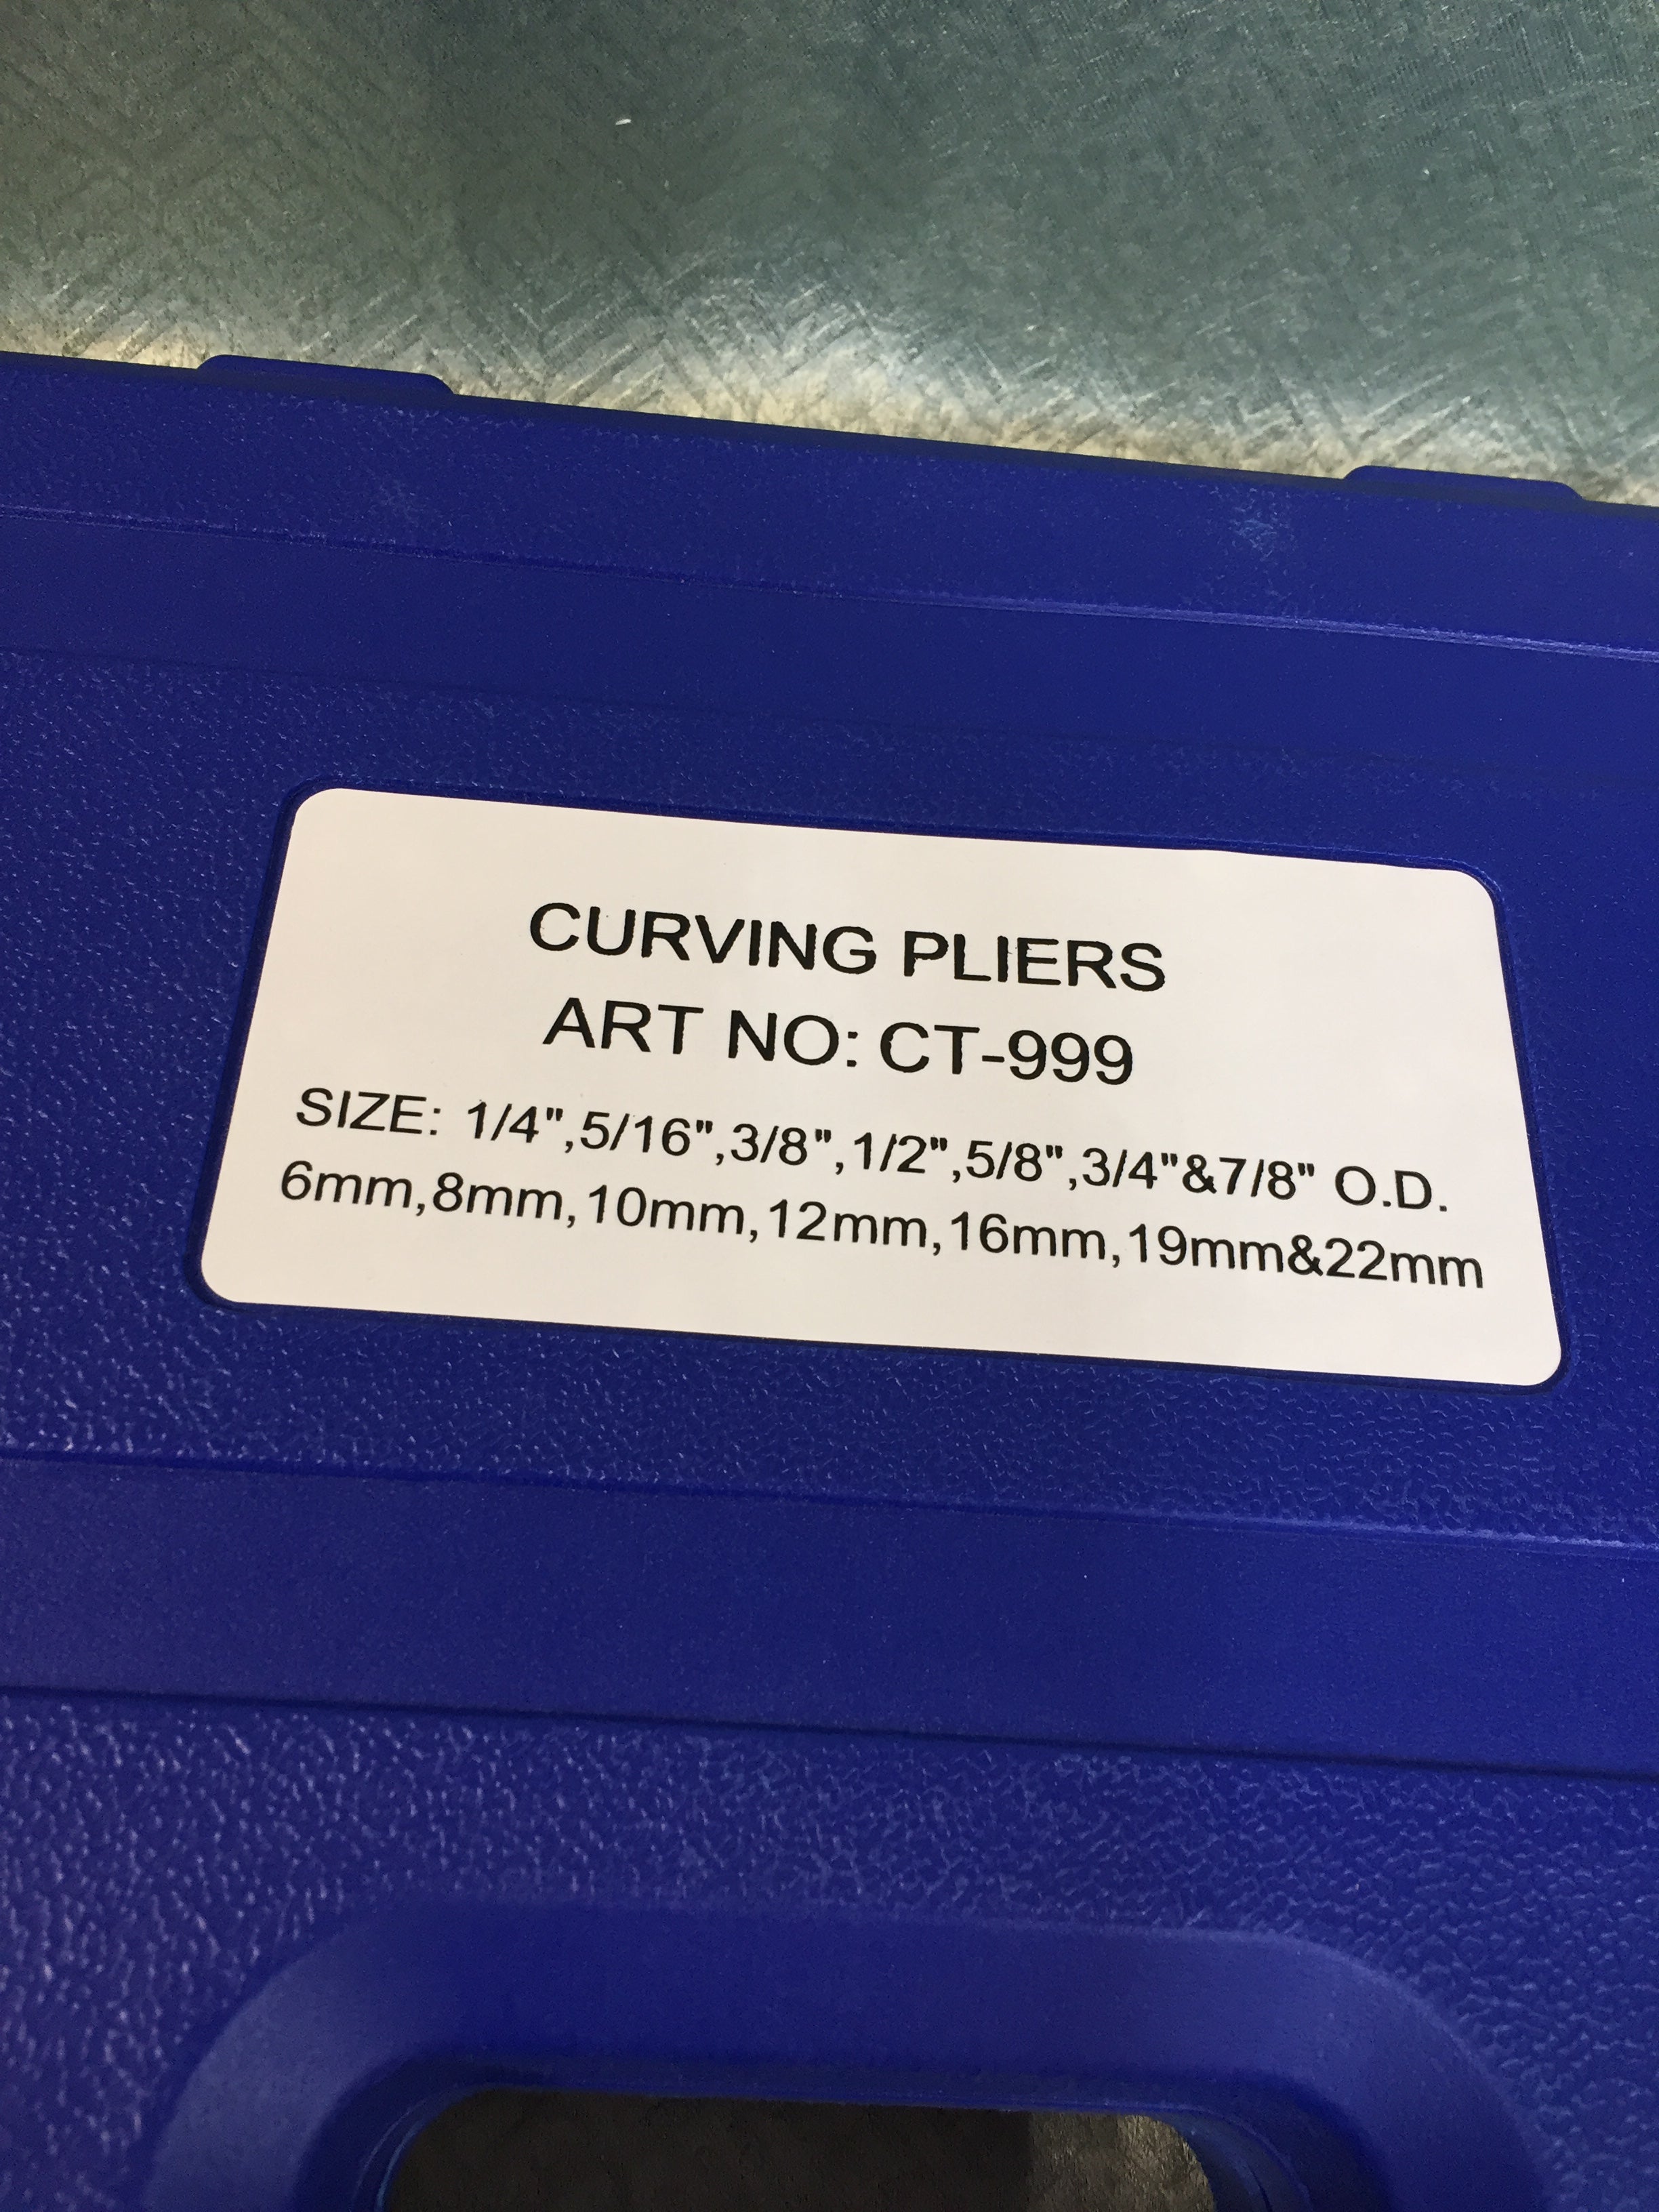 CURVING PLIERS
ART NO: CT-999
SIZE: 1/4",5/16",3/8",1/2",5/8",3/4"&7/8" O.D.
6mm,8mm,10mm,12mm,16mm,19mm&22mm